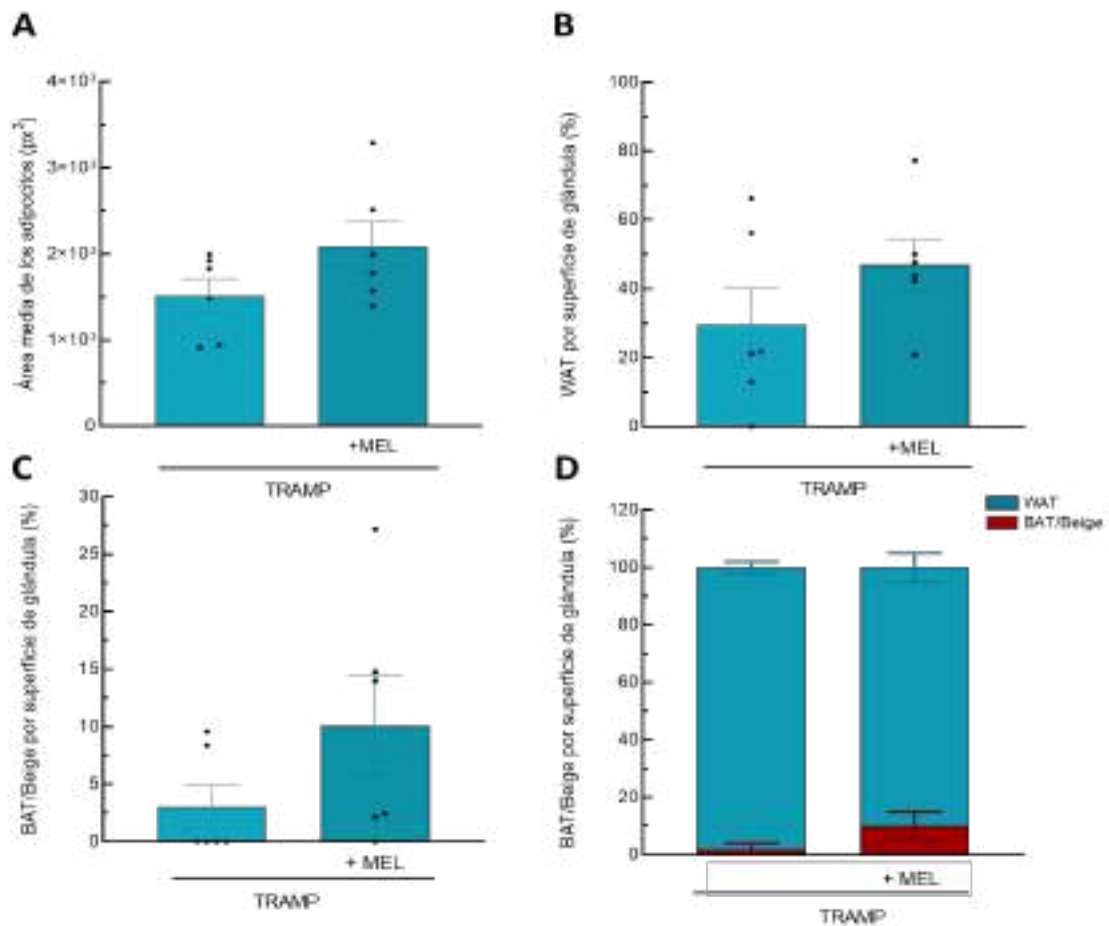 A
Área media de los adipocitos (px²)
4×10³
3×10³
2×10³
1×10³
0
+MEL
TRAMP
B
WAT por superficie de glándula (%)
100
80
60
40
20
0
+MEL
TRAMP
C
BAT/Beige por superficie de glándula (%)
30
25
20
15
10
5
0
+ MEL
TRAMP
D
BAT/Beige por superficie de glándula (%)
120
100
80
60
40
20
0
WAT
BAT/Beige
+ MEL
TRAMP